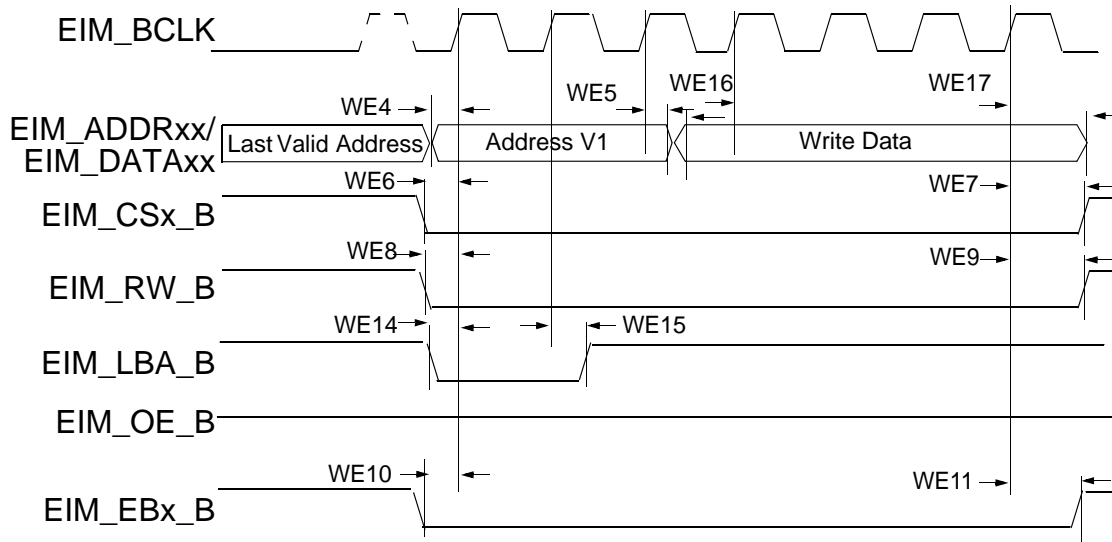 EIM_BCLK
WE4
WE5
WE16
WE17
EIM_ADDRxx/
EIM_DATAxx
Last Valid Address
Address V1
Write Data
WE6
WE7
EIM_CSx_B
WE8
WE9
EIM_RW_B
WE14
WE15
EIM_LBA_B
EIM_OE_B
WE10
WE11
EIM_EBx_B